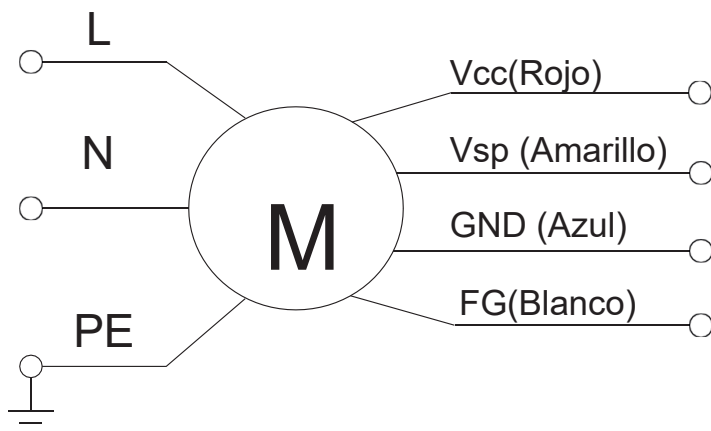 L
N
PE
M
Vcc(Rojo)
Vsp (Amarillo)
GND (Azul)
FG(Blanco)